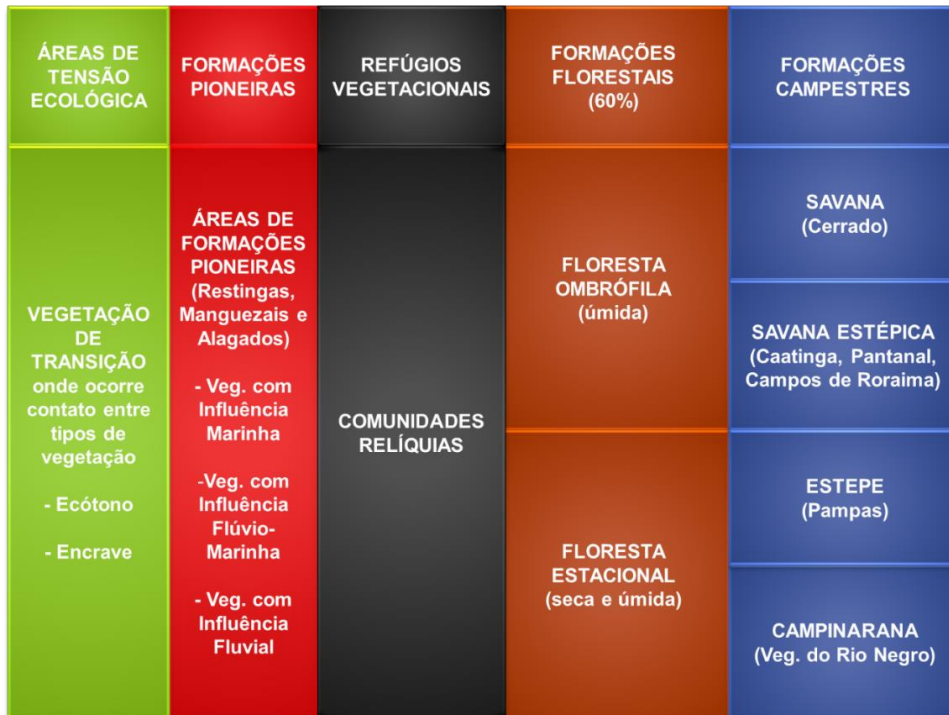 ÁREAS DE
TENSÃO
ECOLÓGICA
FORMAÇÕES
PIONEIRAS
REFÚGIOS
VEGETACIONAIS
FORMAÇÕES
FLORESTAIS
(60%)
FORMAÇÕES
CAMPESTRES
VEGETAÇÃO
DE
TRANSIÇÃO
onde ocorre
contato entre
tipos de
vegetação
- Ecótono
- Encrave
ÁREAS DE
FORMAÇÕES
PIONEIRAS
(Restingas,
Manguezais e
Alagados)
- Veg. com
Influência
Marinha
-Veg. com
Influência
Flúvio-
Marinha
- Veg. com
Influência
Fluvial
COMUNIDADES
RELÍQUIAS
FLORESTA
OMBRÓFILA
(úmida)
FLORESTA
ESTACIONAL
(seca e úmida)
SAVANA
(Cerrado)
SAVANA ESTÉPICA
(Caatinga, Pantanal,
Campos de Roraima)
ESTEPE
(Pampas)
CAMPINARANA
(Veg. do Rio Negro)